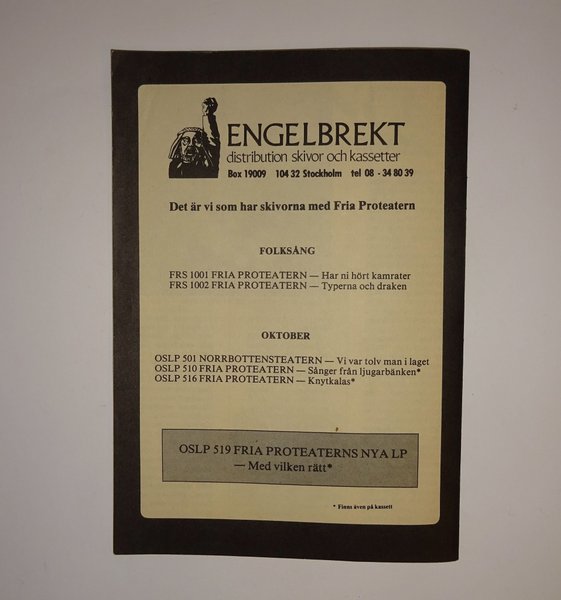 ENGELBREKT
distribution skivor och kassetter
Box 19009 104 32 Stockholm tel 08 - 34 80 39
Det är vi som har skivorna med Fria Proteatern
FOLKSÅNG
FRS 1001 FRIA PROTEATERN — Har ni hört kamrater
FRS 1002 FRIA PROTEATERN — Typerna och draken
OKTOBER
OSLP 501 NORRBOTTENSTEATERN — Vi var tolv man i laget
OSLP 510 FRIA PROTEATERN — Sånger från ljugarbänken*
OSLP 516 FRIA PROTEATERN — Knytkalas*
OSLP 519 FRIA PROTEATERNS NYA LP
— Med vilken rätt*
* Finns även på kassett